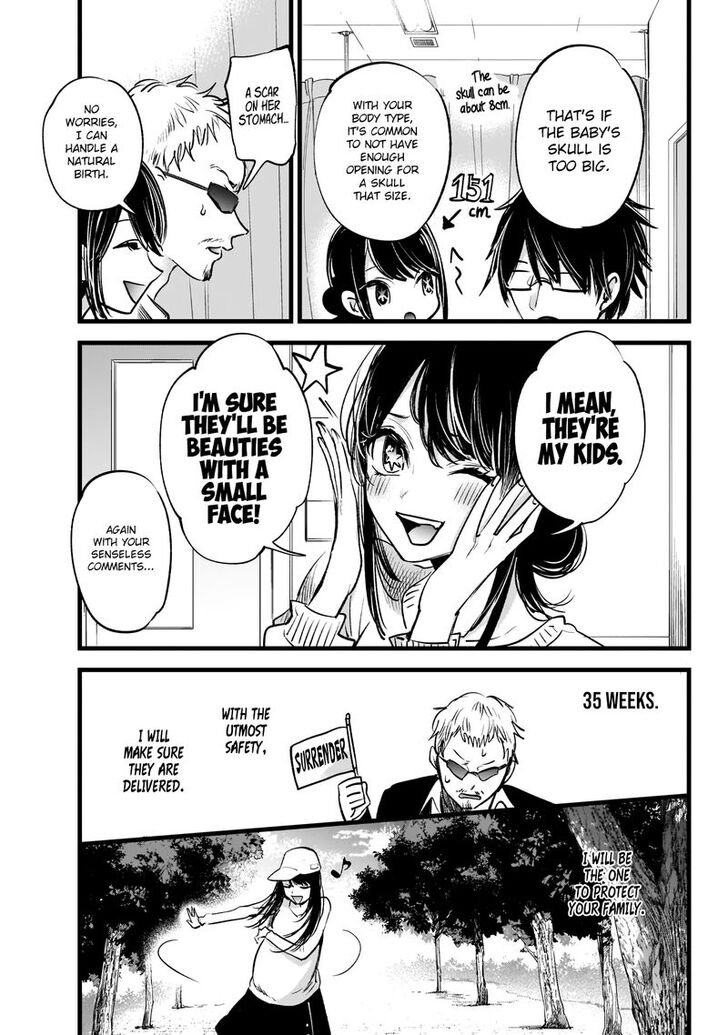 THAT'S IF
THE BABY'S
SKULL IS
TOO BIG.
The
skull can be
about 8cm.
WITH YOUR
BODY TYPE,
IT'S COMMON
TO NOT HAVE
ENOUGH
OPENING FOR
A SKULL
THAT SIZE.
151
cm
A SCAR
ON HER
STOMACH...
NO
WORRIES,
I CAN
HANDLE A
NATURAL
BIRTH.
I MEAN,
THEY'RE
MY KIDS.
I'M SURE
THEY'LL BE
BEAUTIES
WITH A
SMALL
FACE!
AGAIN
WITH YOUR
SENSELESS
COMMENTS...
35 WEEKS.
SURRENDER
WITH THE
UTMOST
SAFETY,
I WILL
MAKE SURE
THEY ARE
DELIVERED.
I WILL BE
THE ONE
TO PROTECT
YOUR FAMILY.